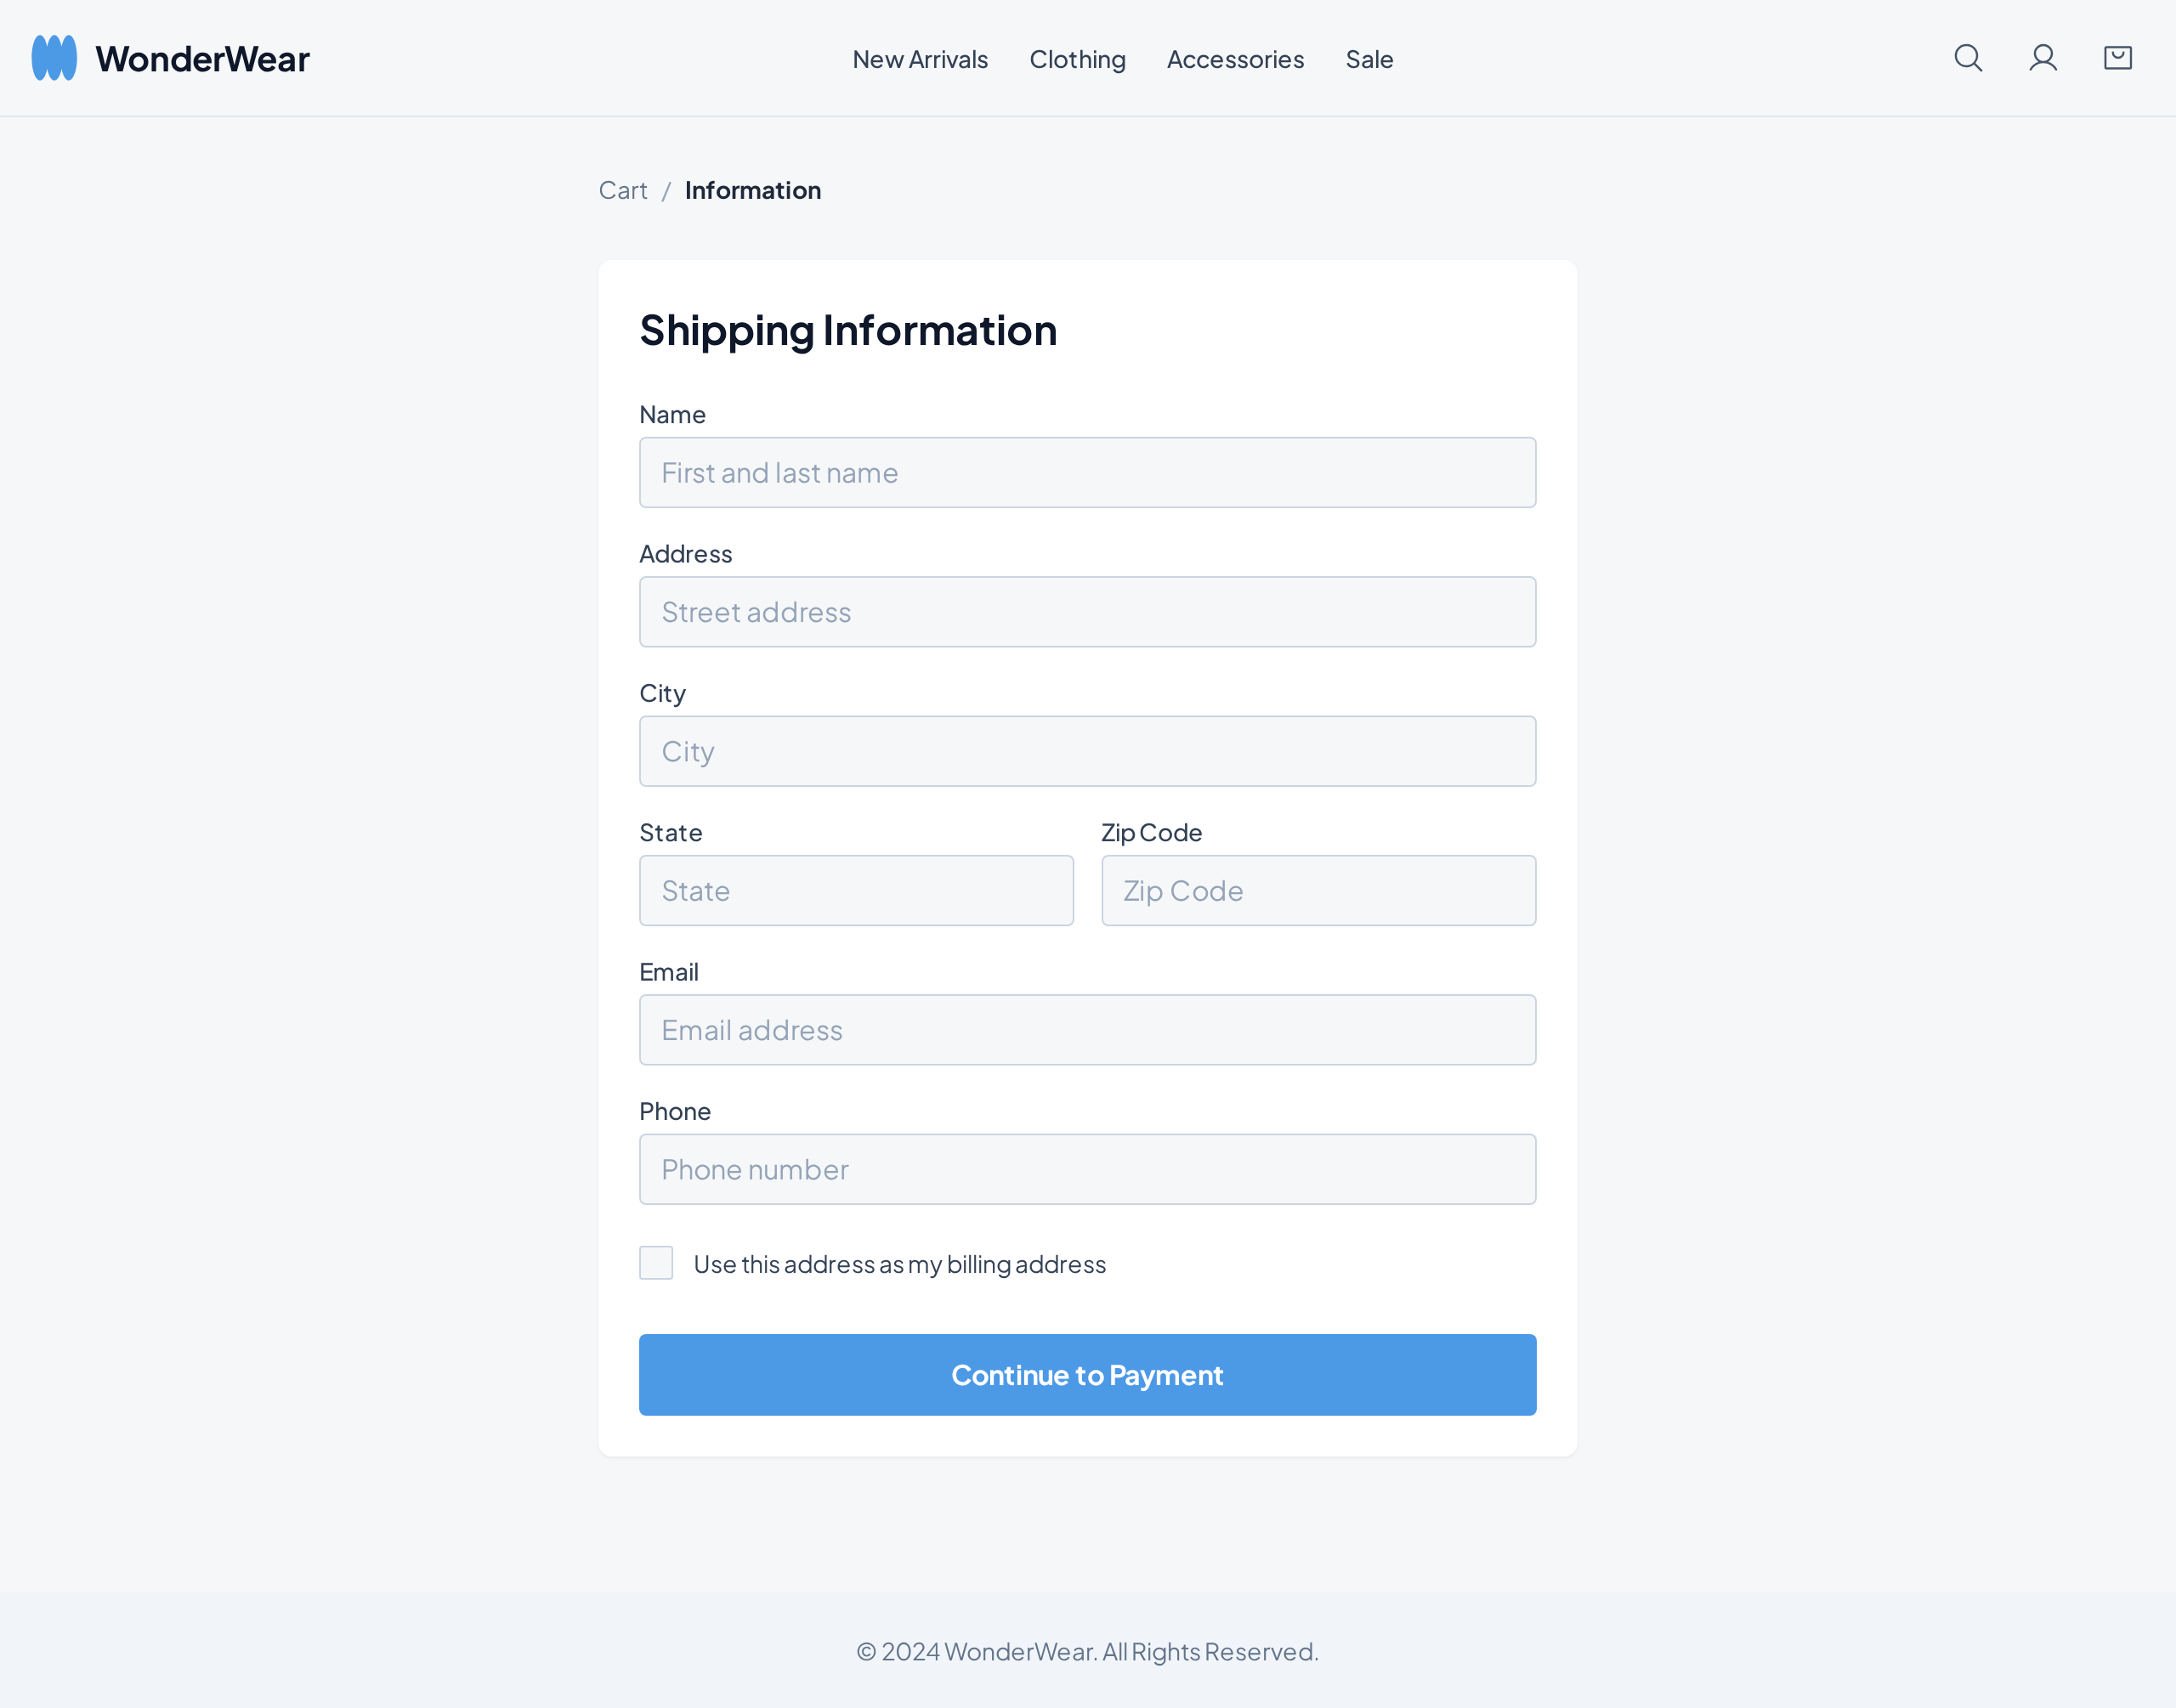 WonderWear
New Arrivals Clothing Accessories Sale
Cart / Information
Shipping Information
Name
First and last name
Address
Street address
City
City
State Zip Code
State Zip Code
Email
Email address
Phone
Phone number
Use this address as my billing address
Continue to Payment
© 2024 WonderWear. All Rights Reserved.